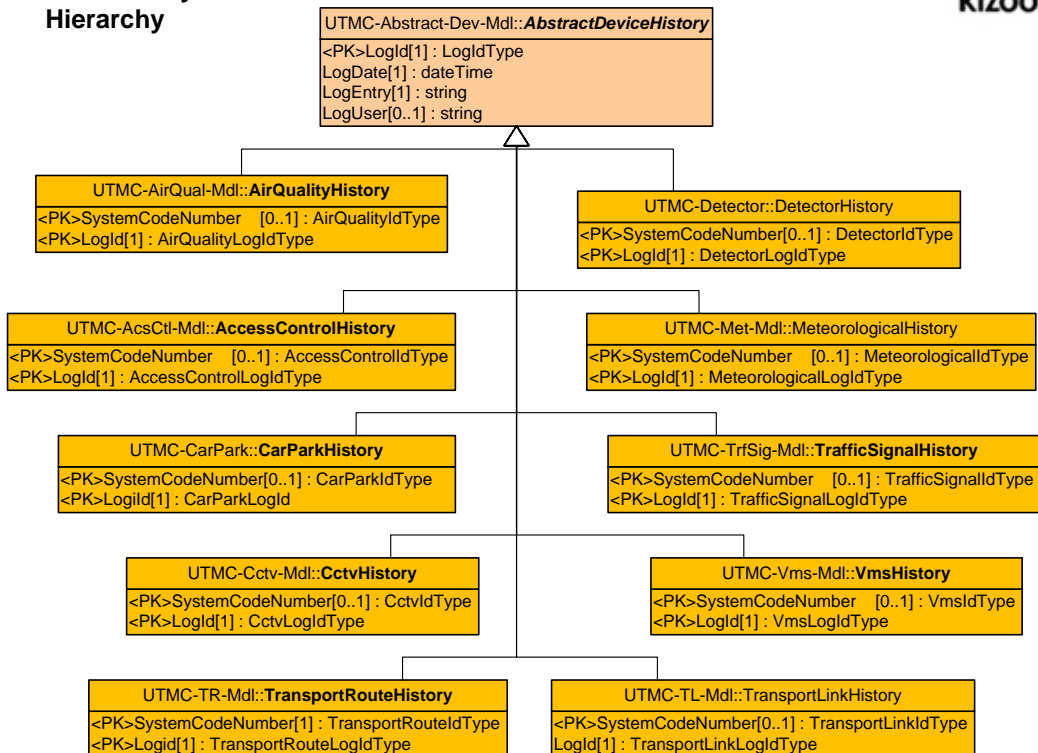 Hierarchy
UTMC-Abstract-Dev-Mdl::AbstractDeviceHistory
<PK>LogId[1] : LogIdType
LogDate[1] : dateTime
LogEntry[1] : string
LogUser[0..1] : string
UTMC-AirQual-Mdl::AirQualityHistory
<PK>SystemCodeNumber [0..1] : AirQualityIdType
<PK>LogId[1] : AirQualityLogIdType
UTMC-Detector::DetectorHistory
<PK>SystemCodeNumber[0..1] : DetectorIdType
<PK>LogId[1] : DetectorLogIdType
UTMC-AcsCtl-Mdl::AccessControlHistory
<PK>SystemCodeNumber [0..1] : AccessControlIdType
<PK>LogId[1] : AccessControlLogIdType
UTMC-Met-Mdl::MeteorologicalHistory
<PK>SystemCodeNumber [0..1] : MeteorologicalIdType
<PK>LogId[1] : MeteorologicalLogIdType
UTMC-CarPark::CarParkHistory
<PK>SystemCodeNumber[0..1] : CarParkIdType
<PK>LogiId[1] : CarParkLogId
UTMC-TrfSig-Mdl::TrafficSignalHistory
<PK>SystemCodeNumber [0..1] : TrafficSignalIdType
<PK>LogId[1] : TrafficSignalLogIdType
UTMC-Cctv-Mdl::CctvHistory
<PK>SystemCodeNumber[0..1] : CctvIdType
<PK>LogId[1] : CctvLogIdType
UTMC-Vms-Mdl::VmsHistory
<PK>SystemCodeNumber [0..1] : VmsIdType
<PK>LogId[1] : VmsLogIdType
UTMC-TR-Mdl::TransportRouteHistory
<PK>SystemCodeNumber[1] : TransportRouteIdType
<PK>Logid[1] : TransportRouteLogIdType
UTMC-TL-Mdl::TransportLinkHistory
<PK>SystemCodeNumber[0..1] : TransportLinkIdType
LogId[1] : TransportLinkLogIdType